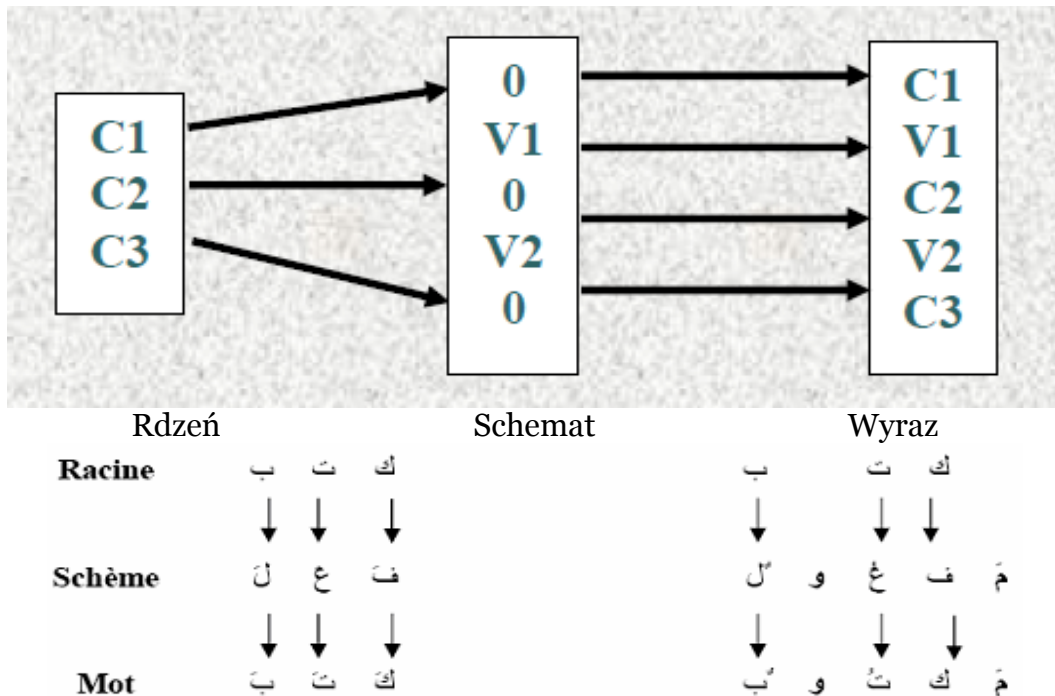 C1
C2
C3
0
V1
0
V2
0
C1
V1
C2
V2
C3
Rdzeń Schemat Wyraz
Racine ك ت ب ك ت ب
Schème فَ ع لَ مَ ف عُ و لٌ
Mot كَ تَ بَ مَ ك تُ و بٌ